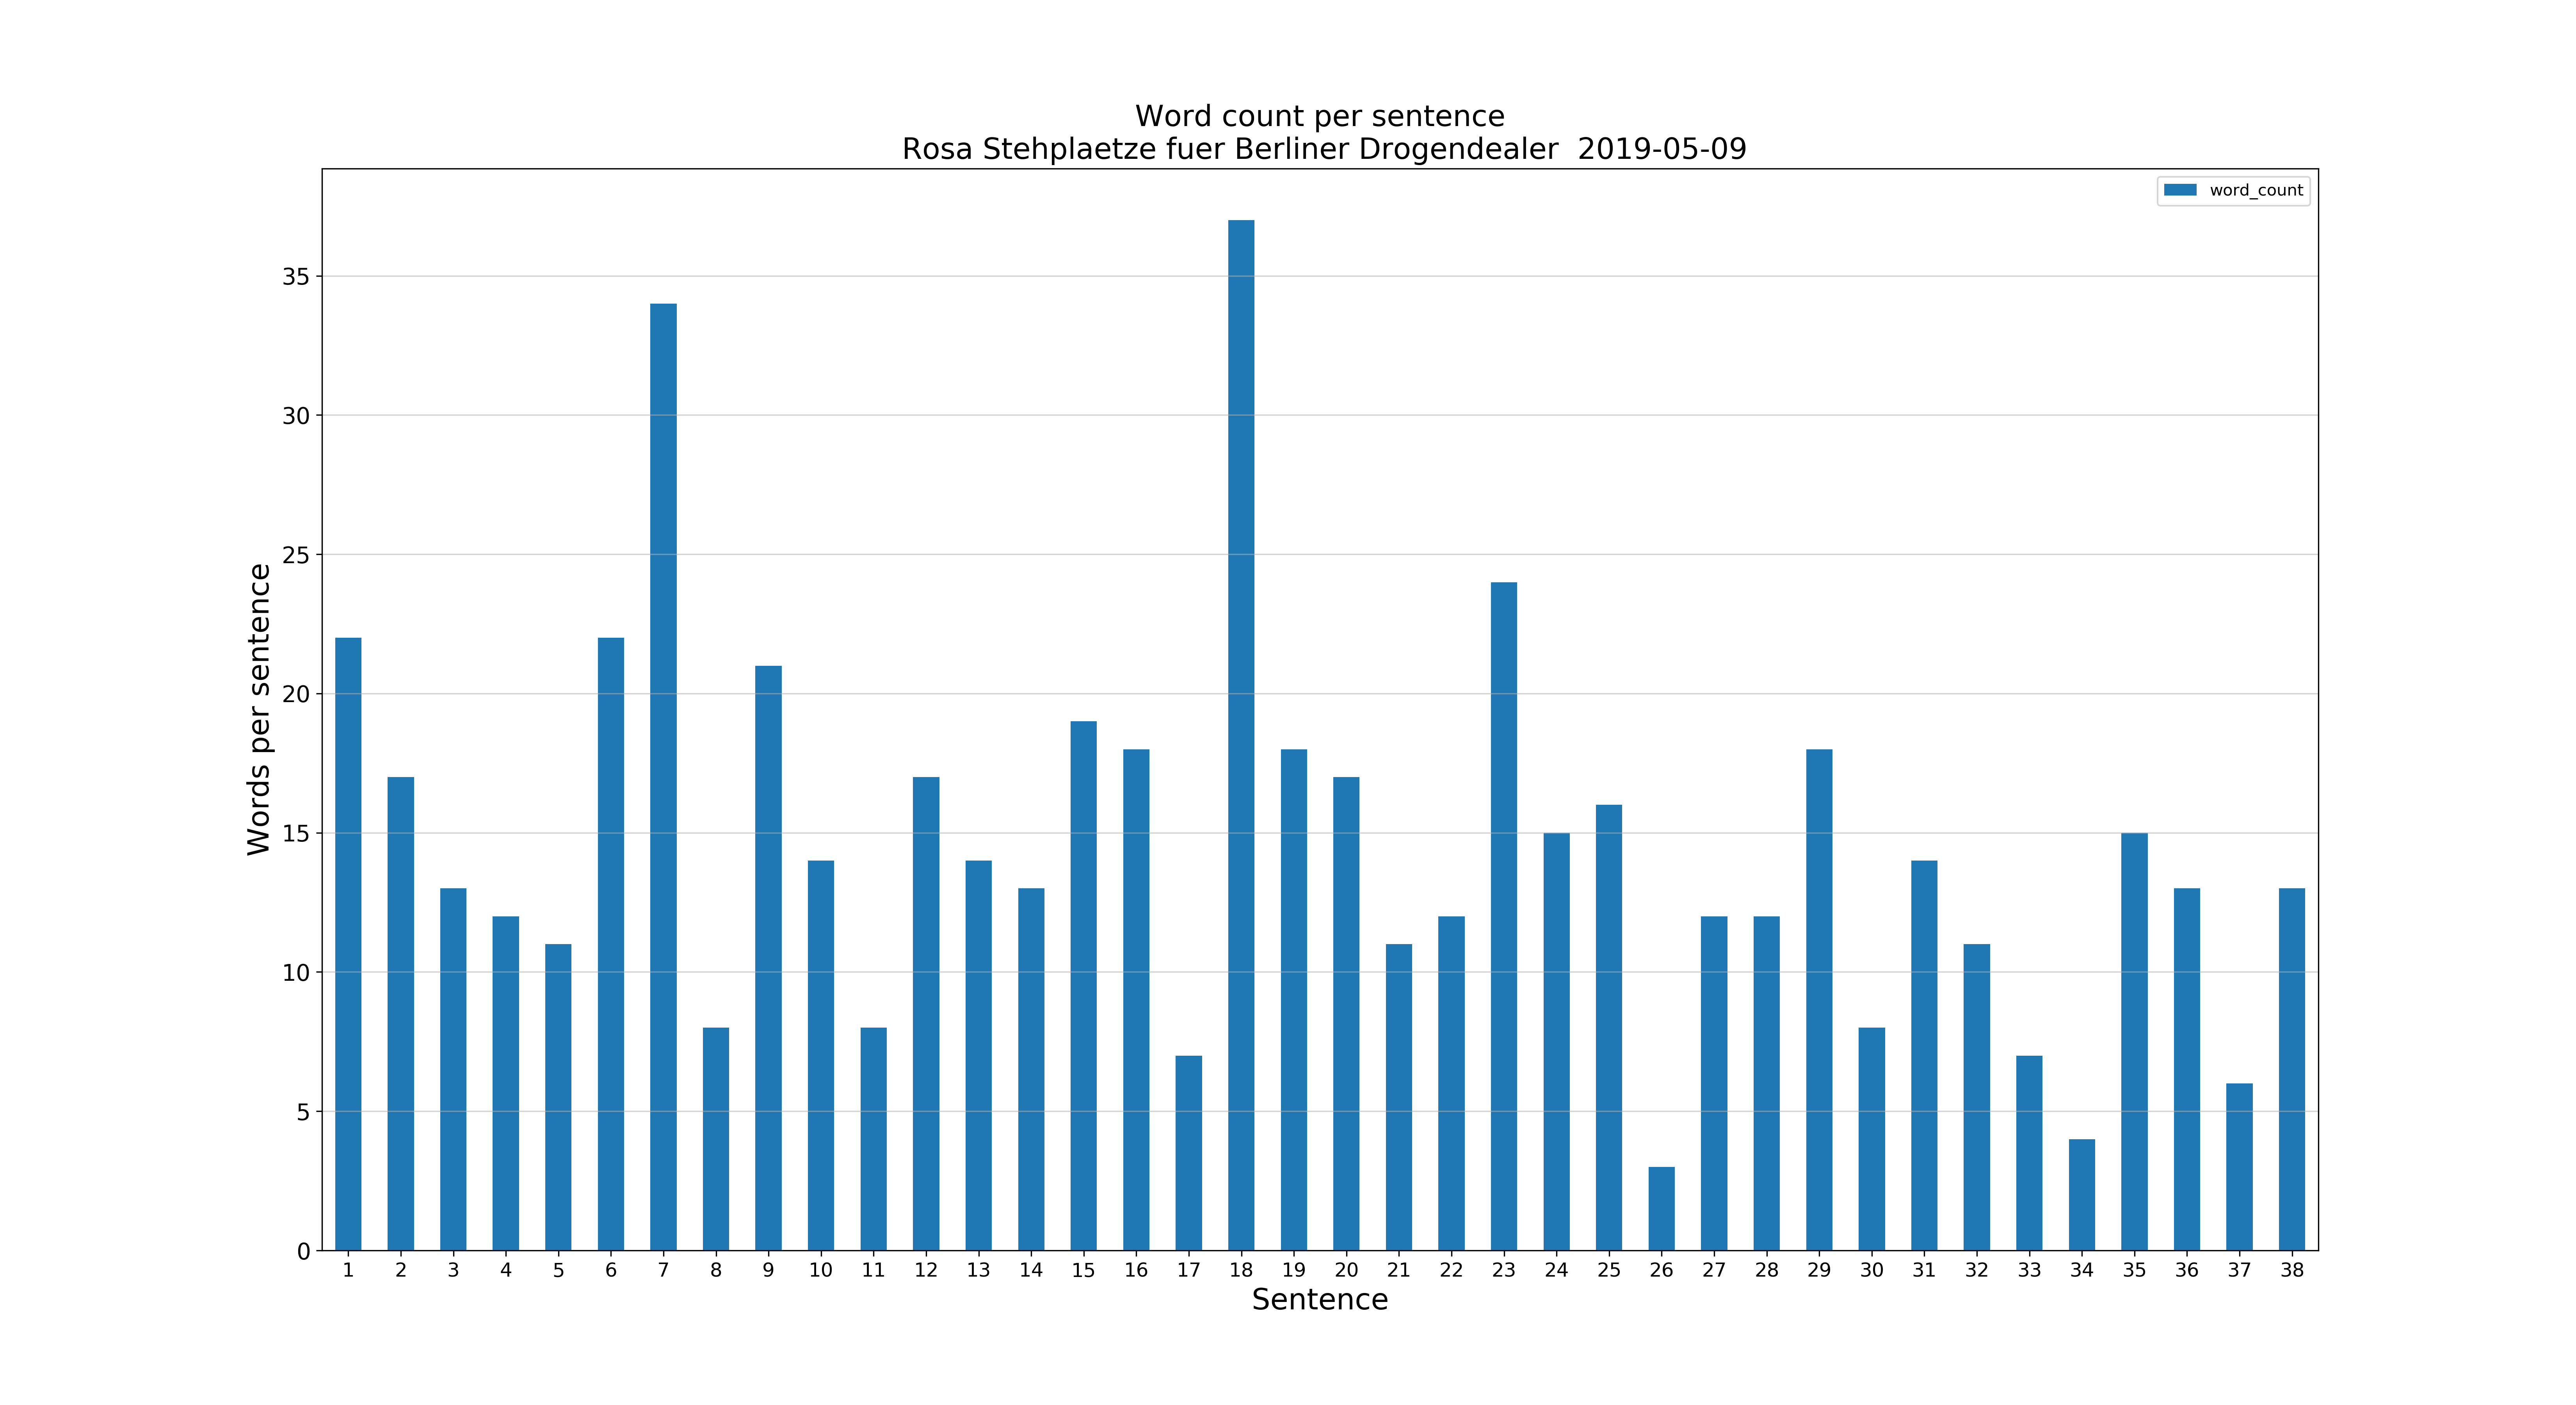 Word count per sentence
Rosa Stehplaetze fuer Berliner Drogendealer  2019-05-09
word_count
35
30
25
20
15
10
5
0
Words per sentence
1 2 3 4 5 6 7 8 9 10 11 12 13 14 15 16 17 18 19 20 21 22 23 24 25 26 27 28 29 30 31 32 33 34 35 36 37 38
Sentence